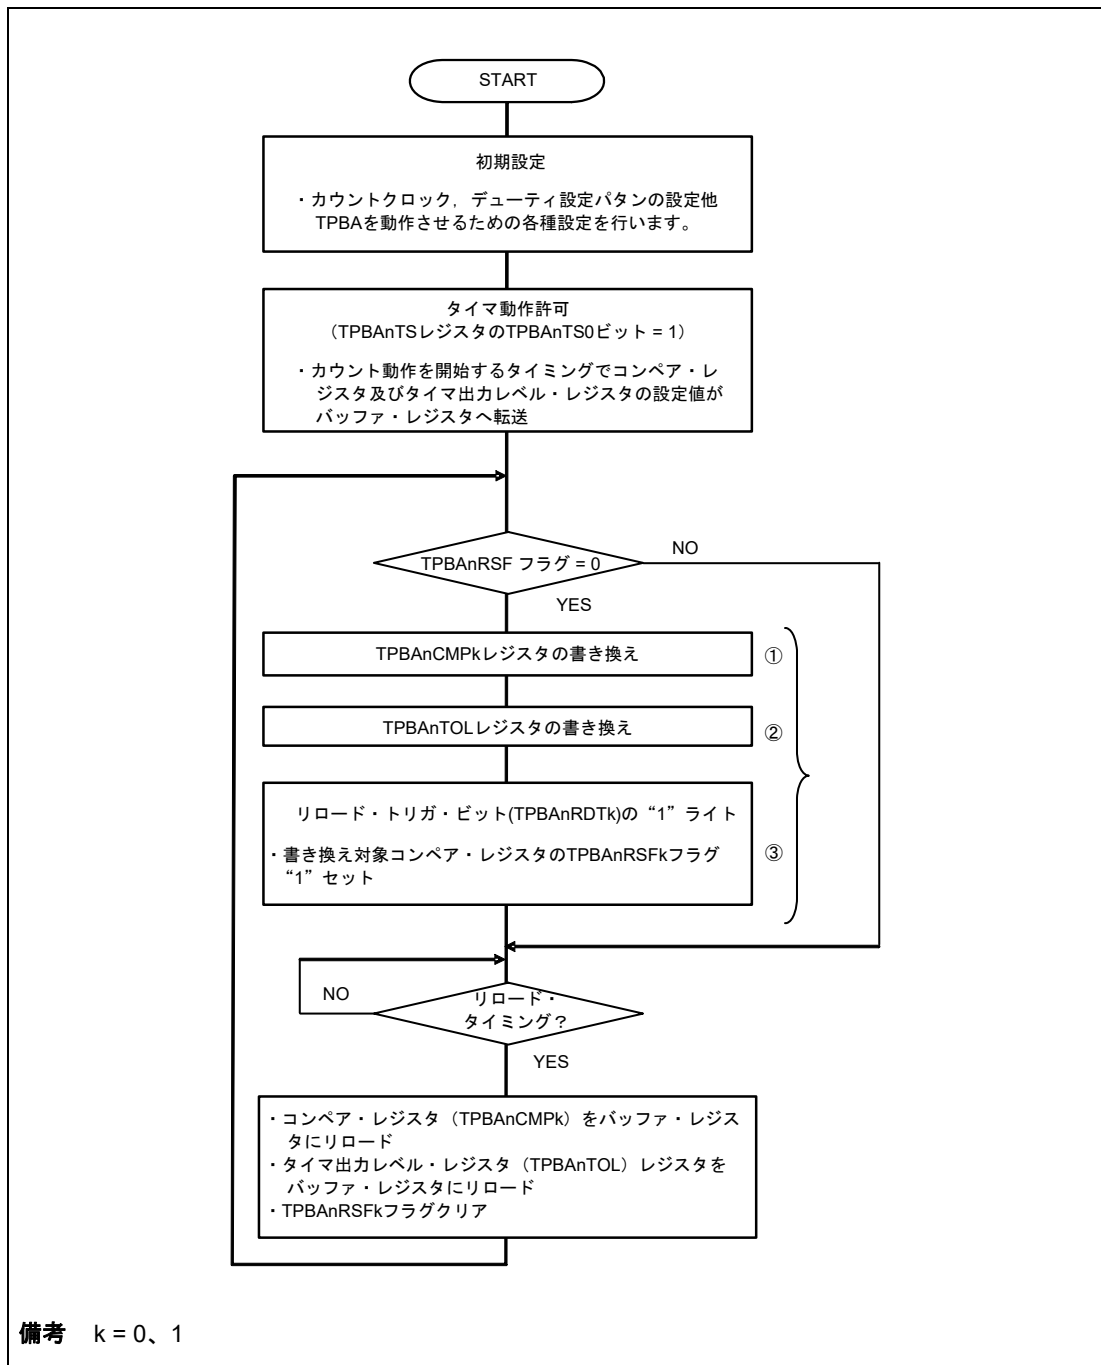 START
初期設定
・カウントクロック，デューティ設定パタンの設定他
TPBAを動作させるための各種設定を行います。
タイマ動作許可
（TPBAnTSレジスタのTPBAnTS0ビット = 1）
・カウント動作を開始するタイミングでコンペア・レ
ジスタ及びタイマ出力レベル・レジスタの設定値が
バッファ・レジスタへ転送
TPBAnRSF フラグ = 0
NO
YES
TPBAnCMPkレジスタの書き換え
①
TPBAnTOLレジスタの書き換え
②
リロード・トリガ・ビット(TPBAnRDTk)の“1”ライト
・書き換え対象コンペア・レジスタのTPBAnRSFkフラグ
“1”セット
③
NO
リロード・
タイミング？
YES
・コンペア・レジスタ（TPBAnCMPk）をバッファ・レジス
タにリロード
・タイマ出力レベル・レジスタ（TPBAnTOL）レジスタを
バッファ・レジスタにリロード
・TPBAnRSFkフラグクリア
備考 k = 0、1